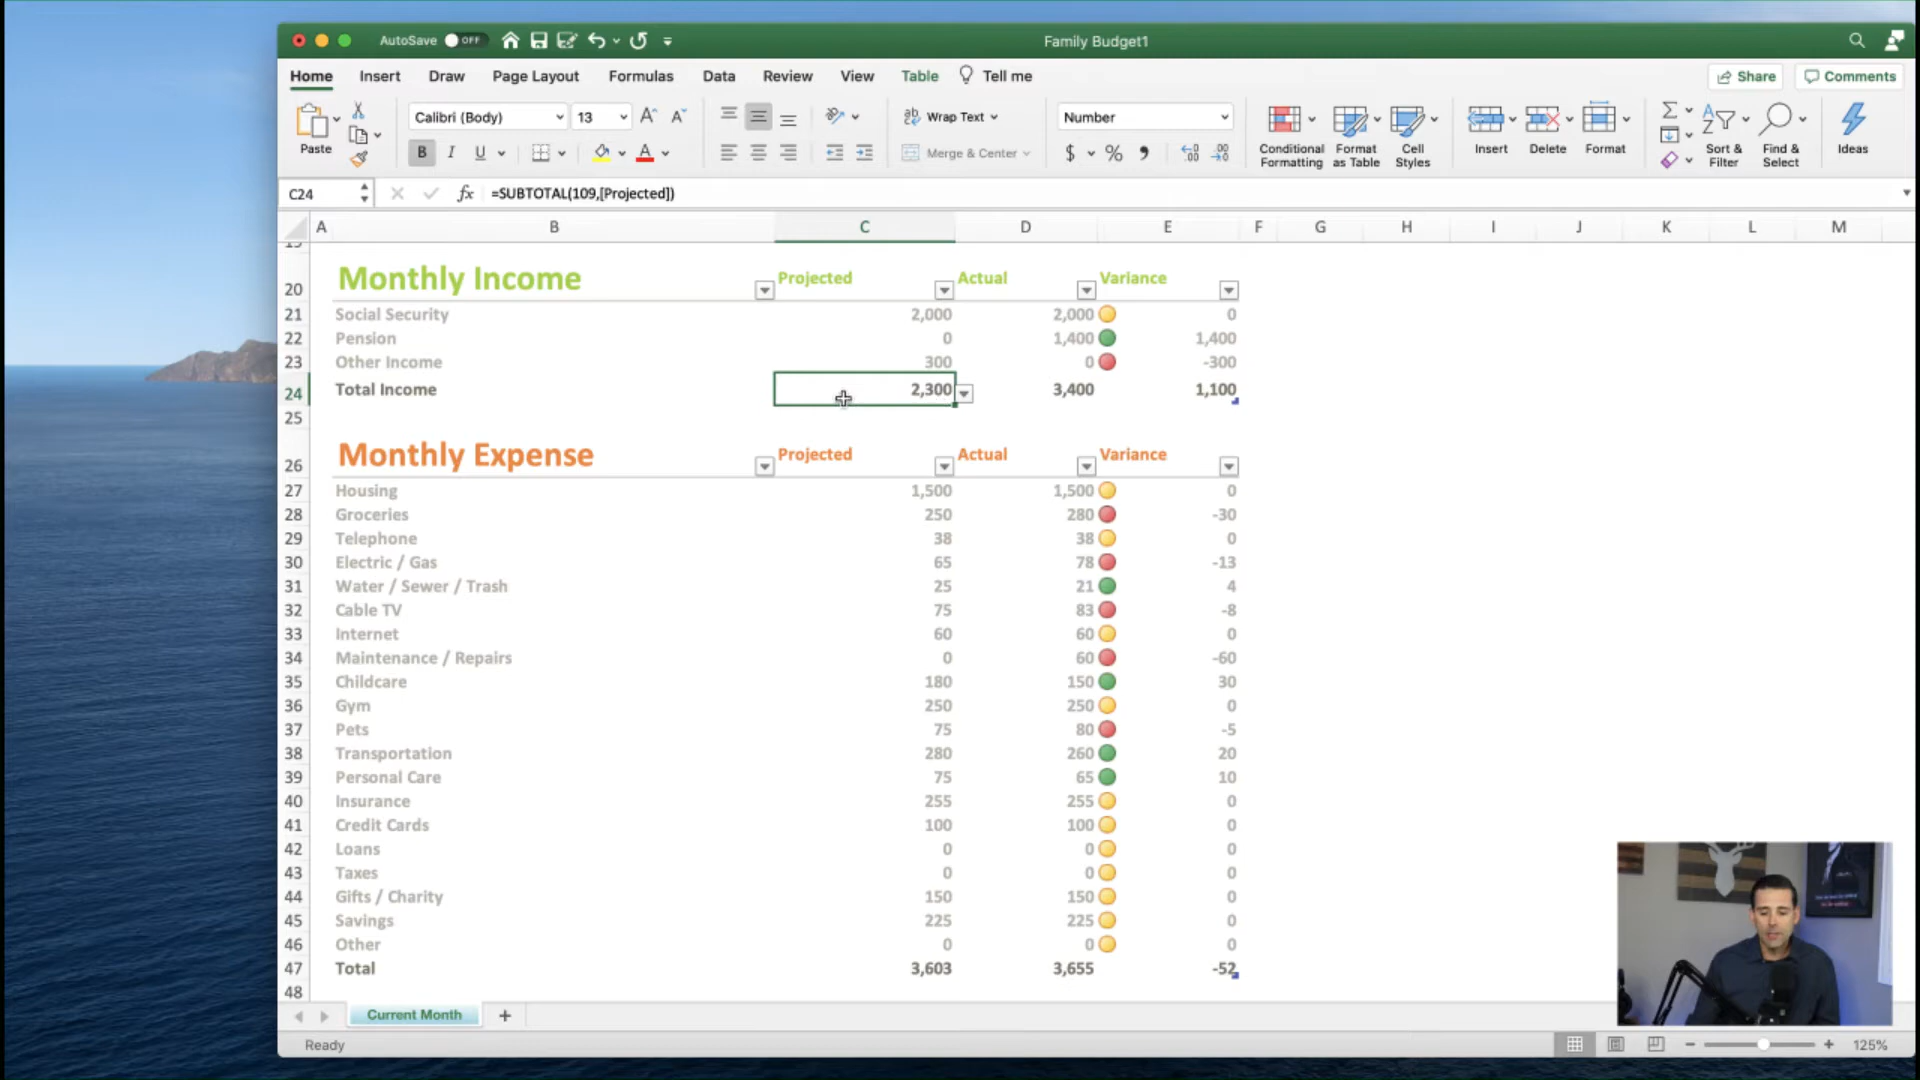 AutoSave OFF
Family Budget1
Home Insert Draw Page Layout Formulas Data Review View Table Tell me
Share Comments
Paste
Calibri (Body) 13
B I U
A
Wrap Text
Merge & Center
Number
$ % 9
Conditional Formatting
Format as Table
Cell Styles
Insert Delete Format
Sort & Filter
Find & Select
Ideas
C24 fx =SUBTOTAL(109,[Projected])
A B C D E F G H I J K L M
20 Monthly Income Projected Actual Variance
21 Social Security 2,000 2,000 0
22 Pension 0 1,400 1,400
23 Other Income 300 0 -300
24 Total Income 2,300 3,400 1,100
25
26 Monthly Expense Projected Actual Variance
27 Housing 1,500 1,500 0
28 Groceries 250 280 -30
29 Telephone 38 38 0
30 Electric / Gas 65 78 -13
31 Water / Sewer / Trash 25 21 4
32 Cable TV 75 83 -8
33 Internet 60 60 0
34 Maintenance / Repairs 0 60 -60
35 Childcare 180 150 30
36 Gym 250 250 0
37 Pets 75 80 -5
38 Transportation 280 260 20
39 Personal Care 75 65 10
40 Insurance 255 255 0
41 Credit Cards 100 100 0
42 Loans 0 0 0
43 Taxes 0 0 0
44 Gifts / Charity 150 150 0
45 Savings 225 225 0
46 Other 0 0 0
47 Total 3,603 3,655 -52
48
Current Month +
Ready
125%